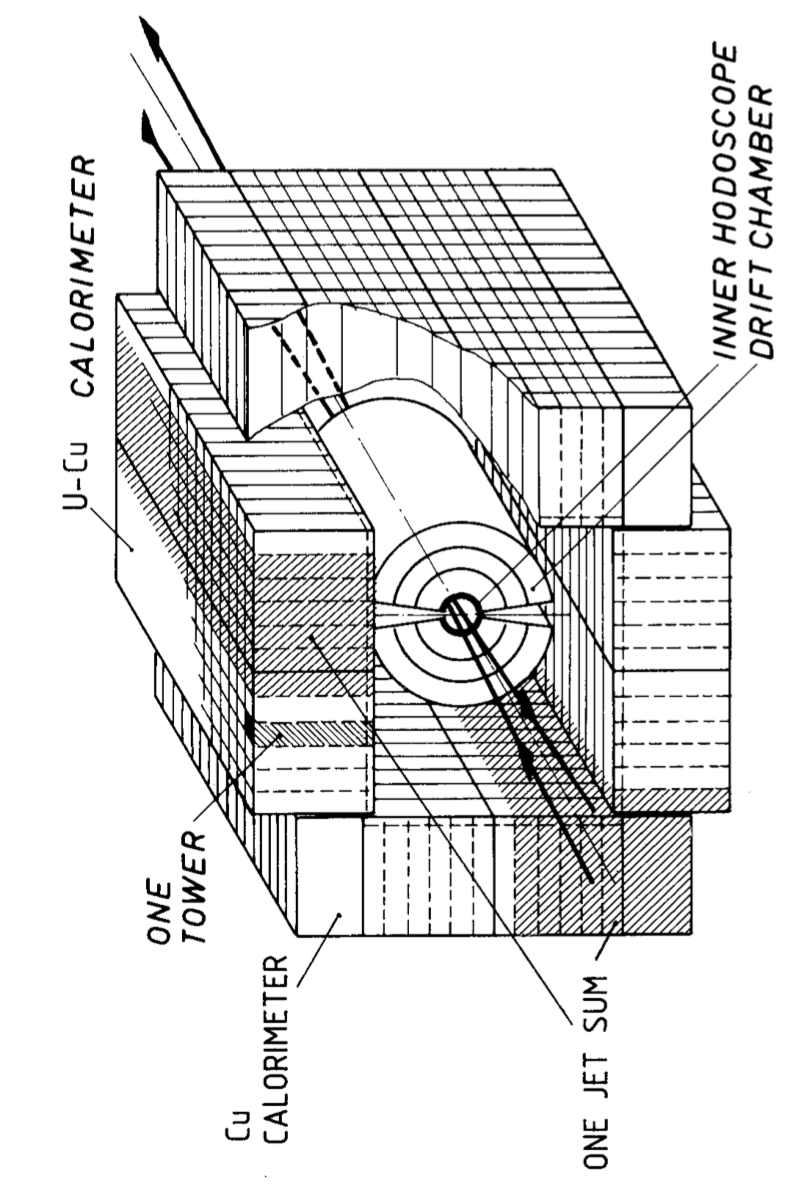 U-Cu CALORIMETER
ONE
TOWER
Cu
CALORIMETER
ONE JET SUM
INNER HODOSCOPE
DRIFT CHAMBER